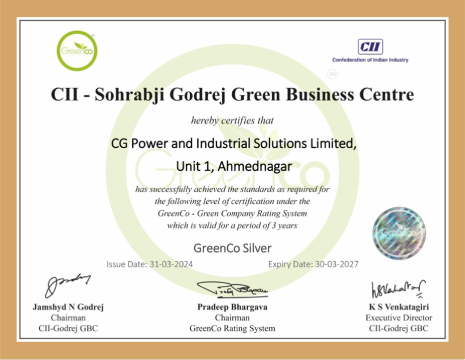 GreenCo
CII
Confederation of Indian Industry
CII - Sohrabji Godrej Green Business Centre
hereby certifies that
CG Power and Industrial Solutions Limited,
Unit 1, Ahmednagar
has successfully achieved the standards as required for
the following level of certification under the
GreenCo - Green Company Rating System
which is valid for a period of 3 years
GreenCo Silver
Issue Date: 31-03-2024 Expiry Date: 30-03-2027
Jamshyd N Godrej Pradeep Bhargava K S Venkatagiri
Chairman Chairman Executive Director
CII-Godrej GBC GreenCo Rating System CII-Godrej GBC